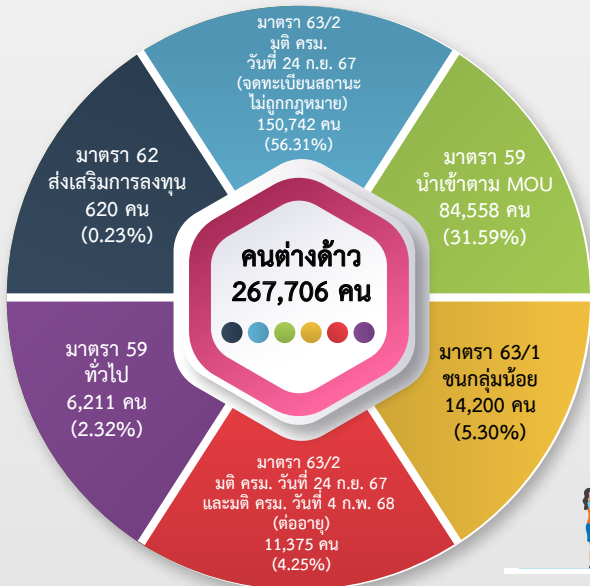 มาตรา 63/2
มติ ครม.
วันที่ 24 ก.ย. 67
(จดทะเบียนสถานะ
ไม่ถูกกฎหมาย)
150,742 คน
(56.31%)
มาตรา 62
ส่งเสริมการลงทุน
620 คน
(0.23%)
มาตรา 59
นำเข้าตาม MOU
84,558 คน
(31.59%)
คนต่างด้าว
267,706 คน
มาตรา 59
ทั่วไป
6,211 คน
(2.32%)
มาตรา 63/1
ชนกลุ่มน้อย
14,200 คน
(5.30%)
มาตรา 63/2
มติ ครม. วันที่ 24 ก.ย. 67
และมติ ครม. วันที่ 4 ก.พ. 68
(ต่ออายุ)
11,375 คน
(4.25%)